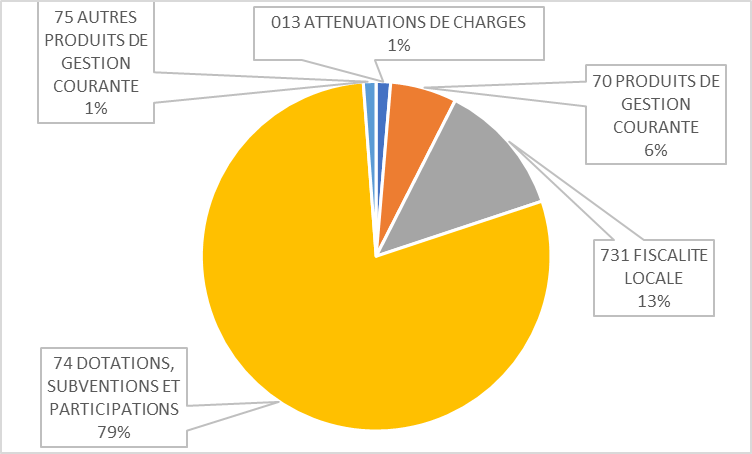 75 AUTRES
PRODUITS DE
GESTION
COURANTE
1%
013 ATTENUATIONS DE CHARGES
1%
70 PRODUITS DE
GESTION
COURANTE
6%
731 FISCALITE
LOCALE
13%
74 DOTATIONS,
SUBVENTIONS ET
PARTICIPATIONS
79%